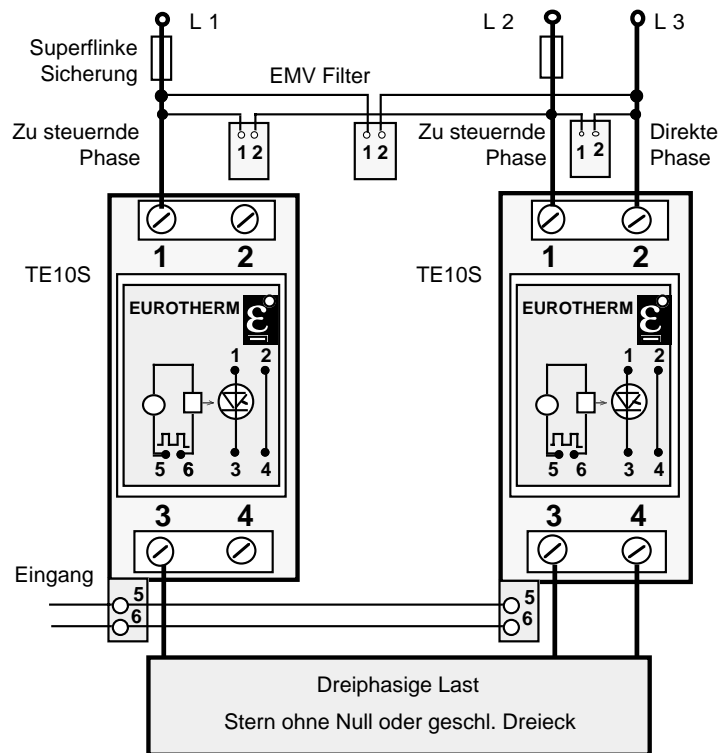 L 1
L 2
L 3
Superflinke
Sicherung
EMV Filter
Zu steuernde
Phase
1 2
1 2
Zu steuernde
Phase
1 2
Direkte
Phase
1 2
1 2
TE10S
TE10S
EUROTHERM ε
EUROTHERM ε
1 2
1 2
5 6 3 4
5 6 3 4
3 4
3 4
Eingang
5
6
5
6
Dreiphasige Last
Stern ohne Null oder geschl. Dreieck